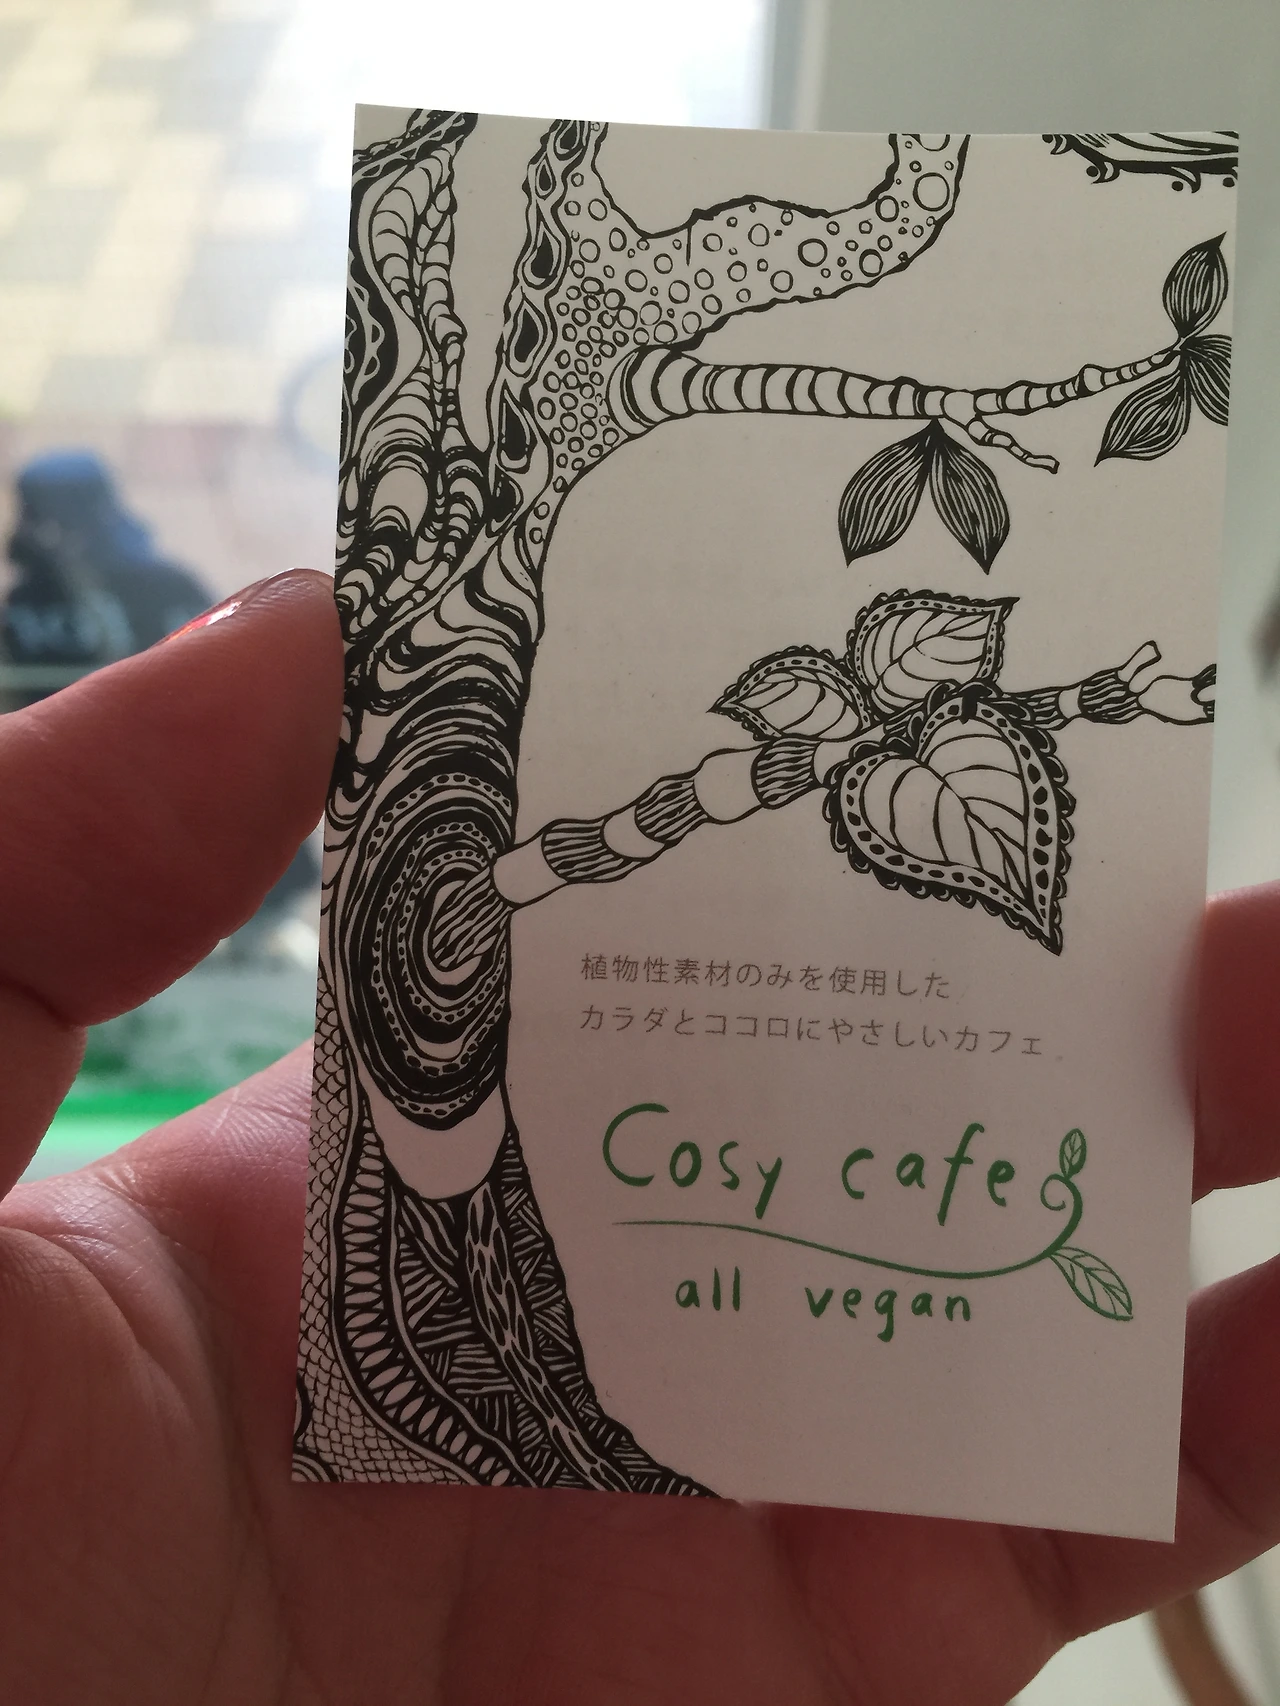 植物性素材のみを使用した
カラダとココロにやさしいカフェ
Cosy cafe
all vegan